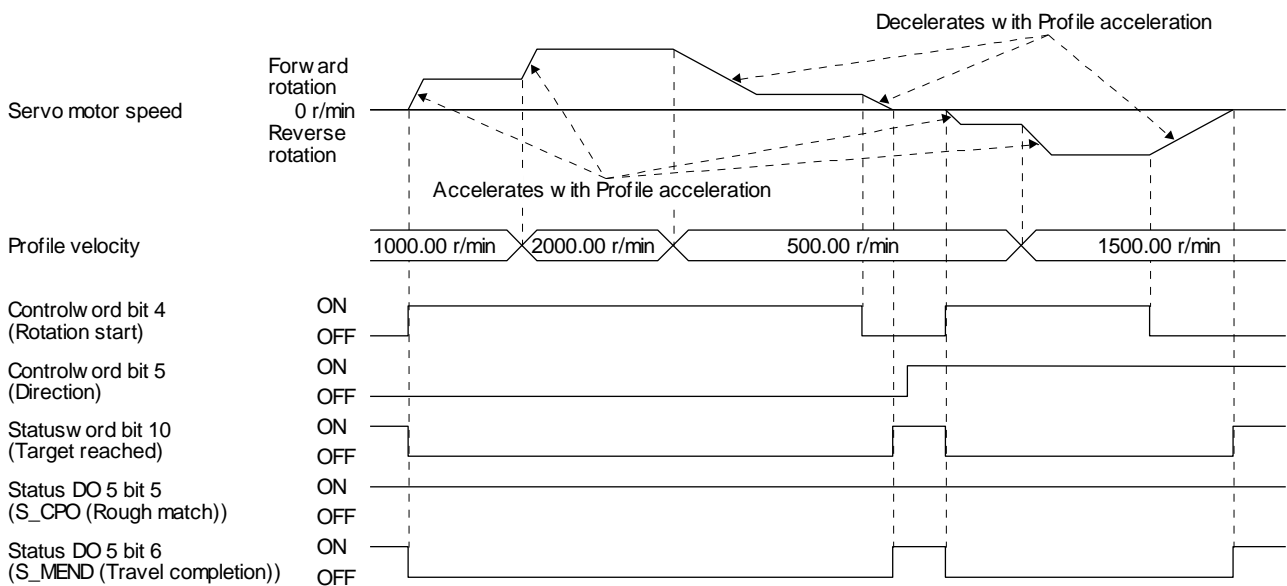 Decelerates with Profile acceleration
Forward
rotation
Servo motor speed
0 r/min
Reverse
rotation
Accelerates with Profile acceleration
Profile velocity
1000.00 r/min
2000.00 r/min
500.00 r/min
1500.00 r/min
Controlword bit 4
(Rotation start)
ON
OFF
Controlword bit 5
(Direction)
ON
OFF
Statusword bit 10
(Target reached)
ON
OFF
Status DO 5 bit 5
(S_CPO (Rough match))
ON
OFF
Status DO 5 bit 6
(S_MEND (Travel completion))
ON
OFF